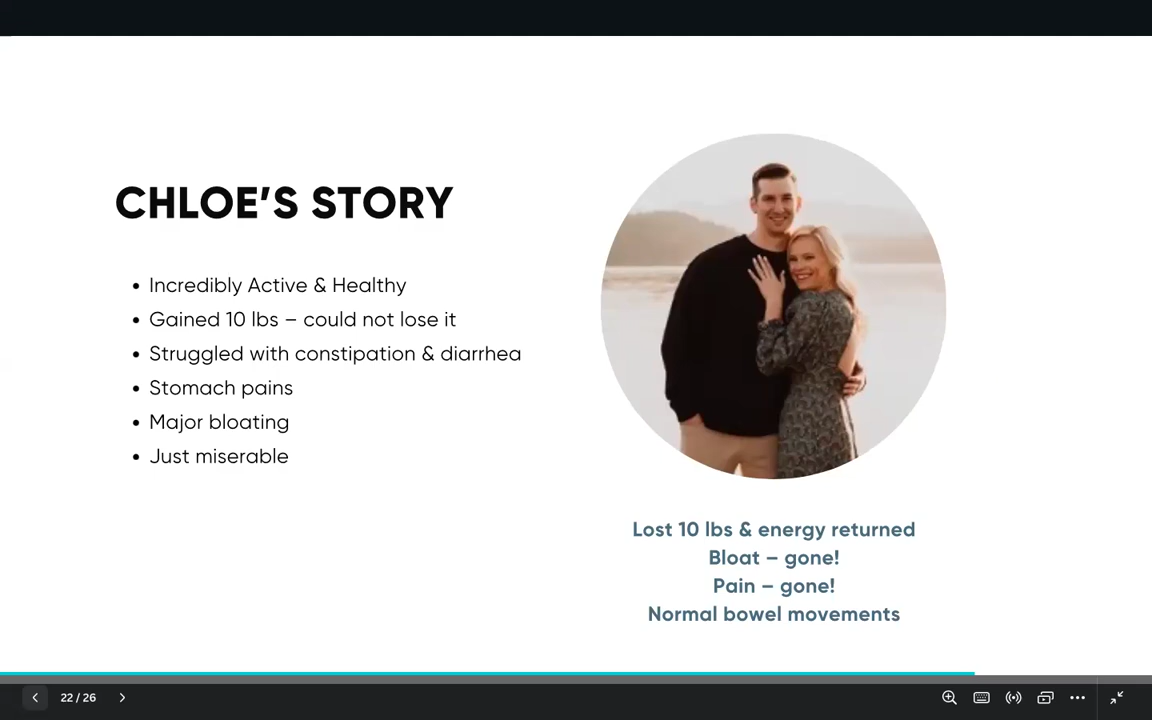 CHLOE'S STORY
• Incredibly Active & Healthy
• Gained 10 lbs – could not lose it
• Struggled with constipation & diarrhea
• Stomach pains
• Major bloating
• Just miserable
Lost 10 lbs & energy returned
Bloat – gone!
Pain – gone!
Normal bowel movements
22 / 26